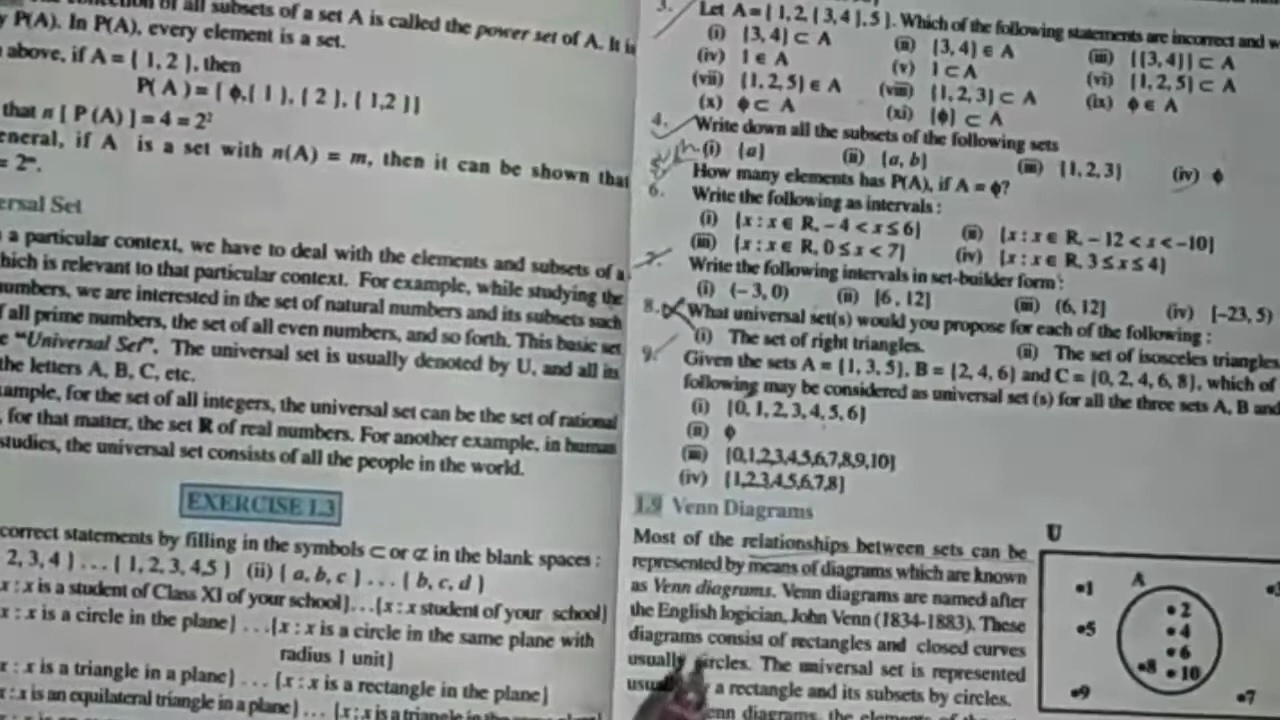 of all subsets of a set A is called the power set of A. It is
P(A). In P(A), every element is a set.
above, if A = { 1, 2 }, then
P( A ) = { ϕ,{ 1 }, { 2 }, { 1,2 }}
that n [ P (A) ] = 4 = 2²
eneral, if A is a set with n(A) = m, then it can be shown that
= 2ᵐ.
ersal Set
a particular context, we have to deal with the elements and subsets of a
hich is relevant to that particular context. For example, while studying the
umbers, we are interested in the set of natural numbers and its subsets such
f all prime numbers, the set of all even numbers, and so forth. This basic set
e “Universal Set”. The universal set is usually denoted by U, and all its
the letters A, B, C, etc.
ample, for the set of all integers, the universal set can be the set of rational
, for that matter, the set R of real numbers. For another example, in human
studies, the universal set consists of all the people in the world.
EXERCISE 1.3
correct statements by filling in the symbols ⊂ or ⊄ in the blank spaces :
2, 3, 4 } . . . { 1, 2, 3, 4,5 } (ii) { a, b, c } . . . { b, c, d }
x : x is a student of Class XI of your school}. . .{x : x student of your school}
x : x is a circle in the plane} . . .{x : x is a circle in the same plane with
radius 1 unit}
x : x is a triangle in a plane} . . . {x : x is a rectangle in the plane}
x : x is an equilateral triangle in a plane} . . . {x : x is a triangle in the same plane}
3. Let A = { 1, 2, { 3, 4 }, 5 }. Which of the following statements are incorrect and w
(i) {3, 4} ⊂ A (ii) {3, 4} ∈ A (iii) {{3, 4}} ⊂ A
(iv) 1 ∈ A (v) 1 ⊂ A (vi) {1, 2, 5} ⊂ A
(vii) {1, 2, 5} ∈ A (viii) {1, 2, 3} ⊂ A (ix) ϕ ∈ A
(x) ϕ ⊂ A (xi) {ϕ} ⊂ A
4. Write down all the subsets of the following sets
(i) {a} (ii) {a, b} (iii) {1, 2, 3} (iv) ϕ
How many elements has P(A), if A = ϕ?
6. Write the following as intervals :
(i) {x : x ∈ R, – 4 < x ≤ 6} (ii) {x : x ∈ R, – 12 < x < –10}
(iii) {x : x ∈ R, 0 ≤ x < 7} (iv) {x : x ∈ R, 3 ≤ x ≤ 4}
7. Write the following intervals in set-builder form :
(i) (– 3, 0) (ii) [6 , 12] (iii) (6, 12] (iv) [–23, 5)
8. What universal set(s) would you propose for each of the following :
(i) The set of right triangles. (ii) The set of isosceles triangles.
9. Given the sets A = {1, 3, 5}, B = {2, 4, 6} and C = {0, 2, 4, 6, 8}, which of
following may be considered as universal set (s) for all the three sets A, B and
(i) {0, 1, 2, 3, 4, 5, 6}
(ii) ϕ
(iii) {0,1,2,3,4,5,6,7,8,9,10}
(iv) {1,2,3,4,5,6,7,8}
1.9 Venn Diagrams
Most of the relationships between sets can be
represented by means of diagrams which are known
as Venn diagrams. Venn diagrams are named after
the English logician, John Venn (1834-1883). These
diagrams consist of rectangles and closed curves
usually circles. The universal set is represented
a rectangle and its subsets by circles.
enn diagrams, the elements of the
U
A
•1
•5
•9
•2
•4
•6
•8 •10
•7